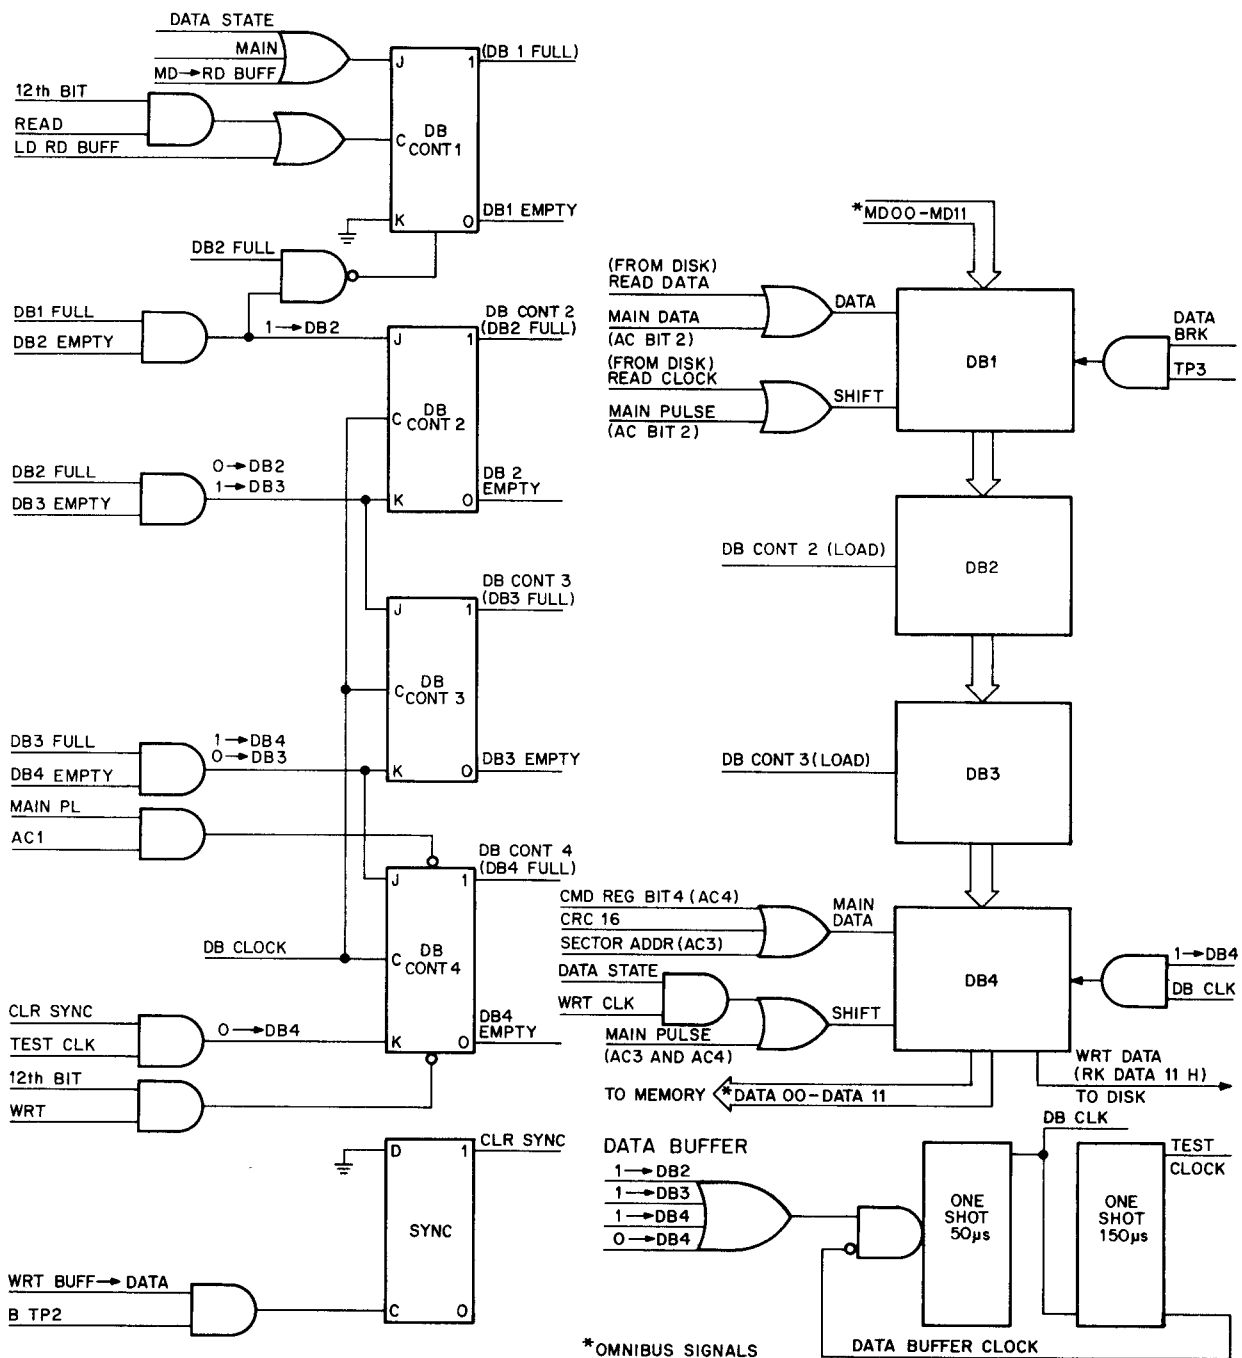 DATA STATE
MAIN
MD→RD BUFF
12th BIT
READ
LD RD BUFF
J
1
(DB 1 FULL)
C
DB
CONT 1
K
O
DB1 EMPTY
DB2 FULL
DB1 FULL
DB2 EMPTY
1→DB2
DB CONT 2
(DB2 FULL)
J
1
C
DB
CONT 2
DB2 FULL
DB3 EMPTY
0→DB2
1→DB3
K
O
DB 2
EMPTY
DB CONT 3
(DB3 FULL)
J
1
C
DB
CONT 3
DB3 FULL
DB4 EMPTY
1→DB4
0→DB3
K
O
DB3 EMPTY
MAIN PL
AC1
DB CONT 4
(DB4 FULL)
J
1
DB CLOCK
C
DB
CONT 4
CLR SYNC
TEST CLK
0→DB4
K
O
DB4
EMPTY
12th BIT
WRT
D
1
CLR SYNC
SYNC
WRT BUFF→DATA
B TP2
C
O
*MD00-MD11
(FROM DISK)
READ DATA
MAIN DATA
(AC BIT 2)
DATA
(FROM DISK)
READ CLOCK
MAIN PULSE
(AC BIT 2)
SHIFT
DB1
DATA
BRK
TP3
DB CONT 2 (LOAD)
DB2
DB CONT 3 (LOAD)
DB3
CMD REG BIT 4 (AC4)
CRC 16
SECTOR ADDR (AC3)
MAIN
DATA
DATA STATE
WRT CLK
MAIN PULSE
(AC3 AND AC4)
SHIFT
DB4
1→DB4
DB CLK
TO MEMORY
*DATA 00-DATA 11
WRT DATA
(RK DATA 11 H)
TO DISK
DATA BUFFER
1→DB2
1→DB3
1→DB4
0→DB4
DB CLK
ONE
SHOT
50µs
ONE
SHOT
150µs
TEST
CLOCK
DATA BUFFER CLOCK
*OMNIBUS SIGNALS